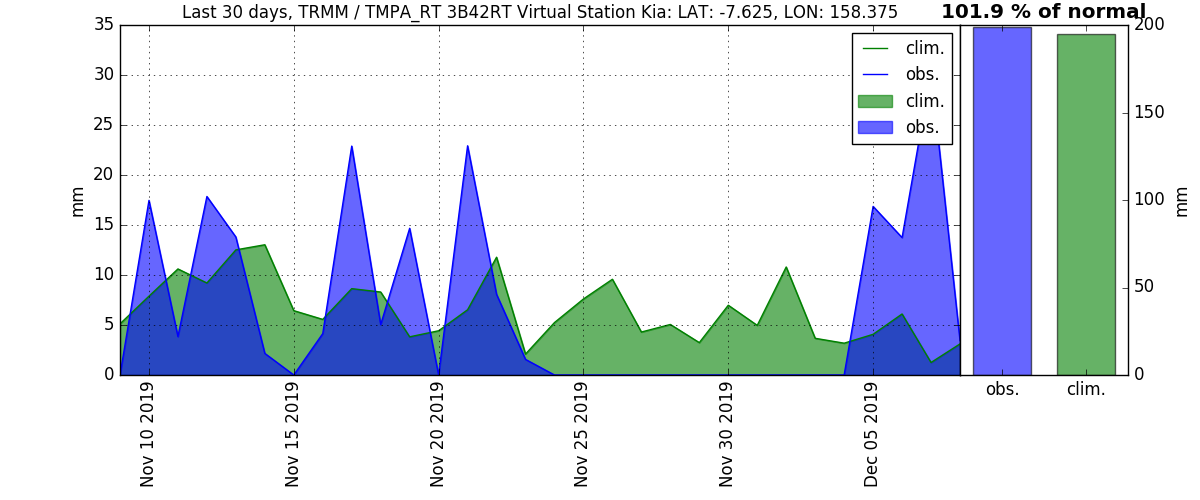 Last 30 days, TRMM / TMPA_RT 3B42RT Virtual Station Kia: LAT: -7.625, LON: 158.375
101.9 % of normal
35
30
25
20
15
10
5
0
mm
clim.
obs.
clim.
obs.
200
150
100
50
0
mm
Nov 10 2019
Nov 15 2019
Nov 20 2019
Nov 25 2019
Nov 30 2019
Dec 05 2019
obs.
clim.